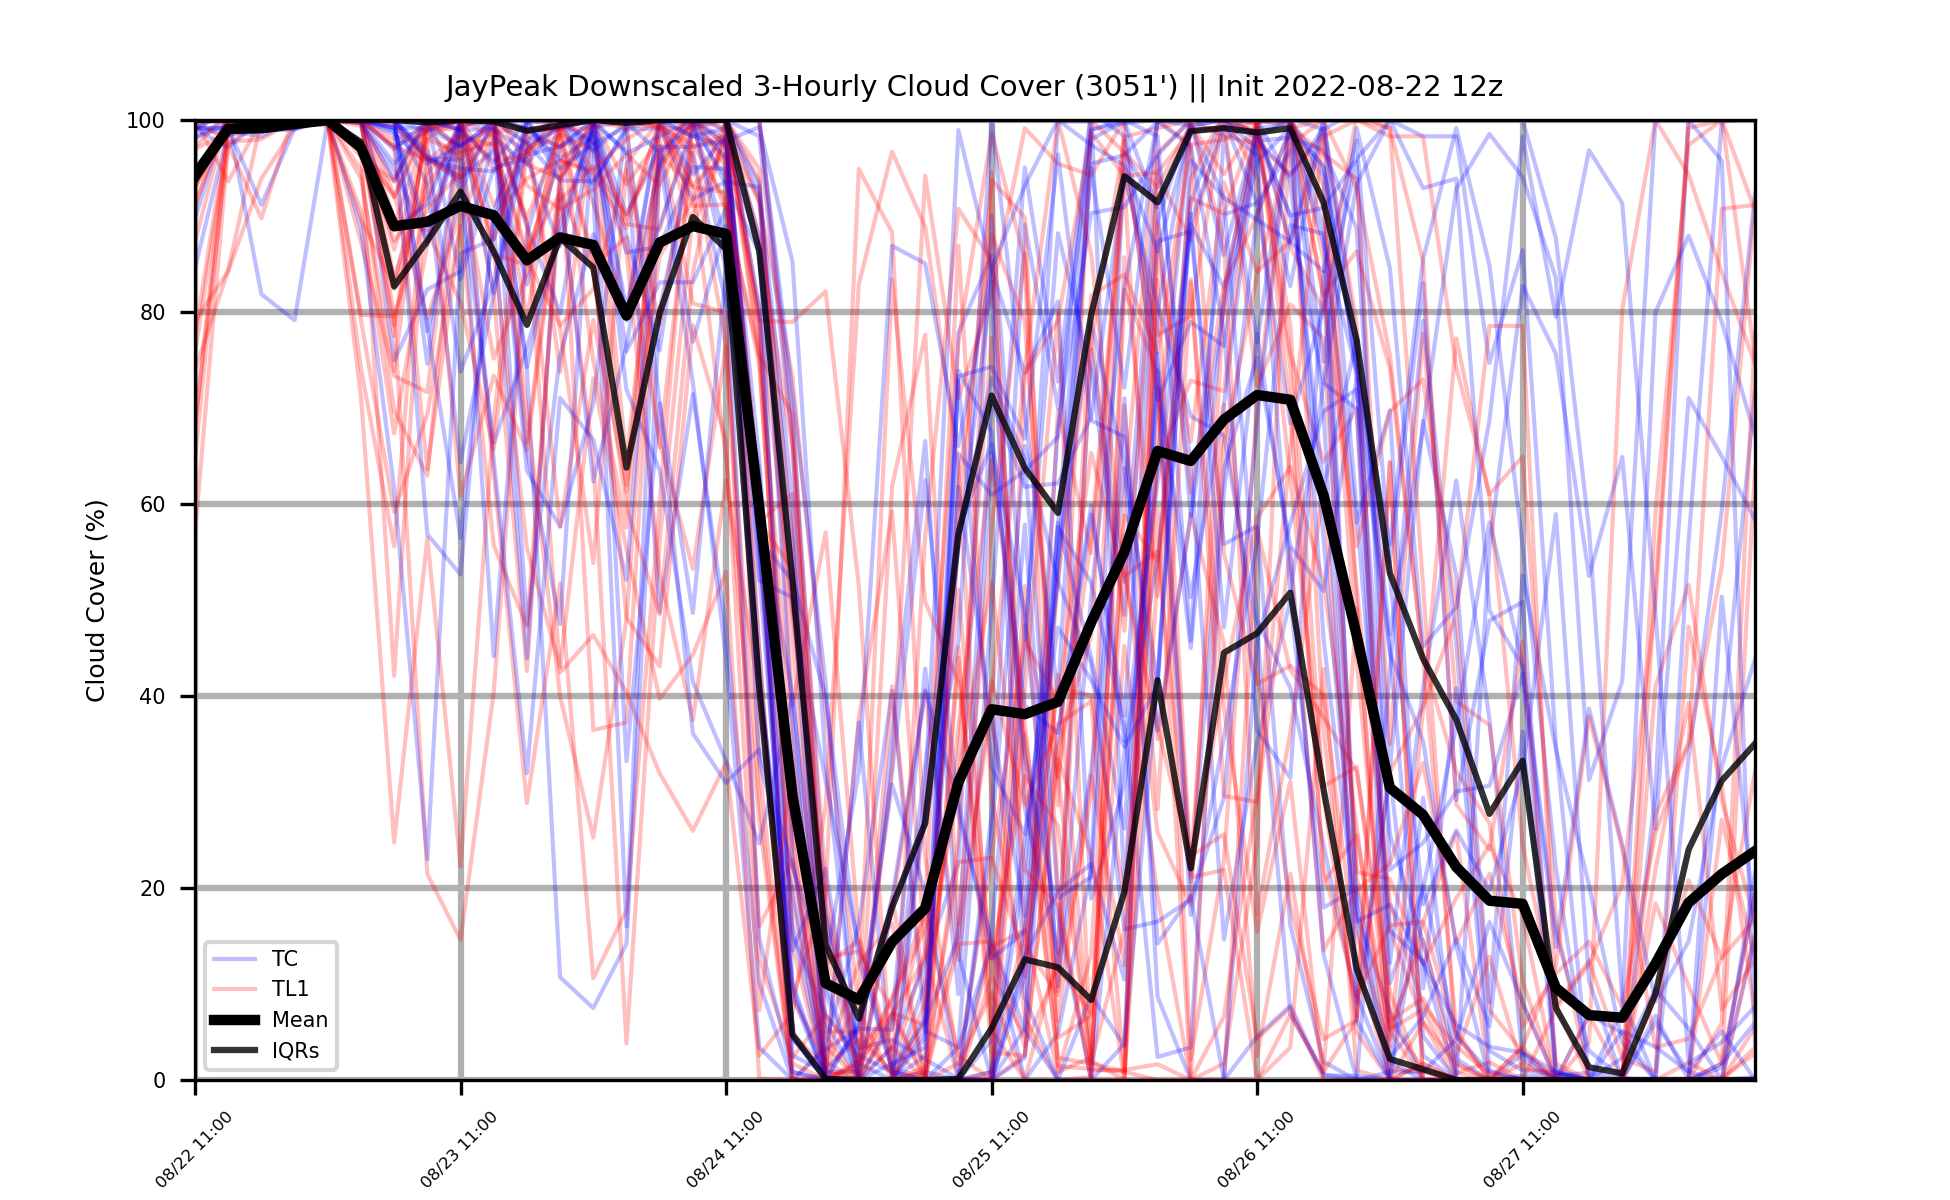 JayPeak Downscaled 3-Hourly Cloud Cover (3051') || Init 2022-08-22 12z
Cloud Cover (%)
100
80
60
40
20
0
TC
TL1
Mean
IQRs
08/22 11:00
08/23 11:00
08/24 11:00
08/25 11:00
08/26 11:00
08/27 11:00